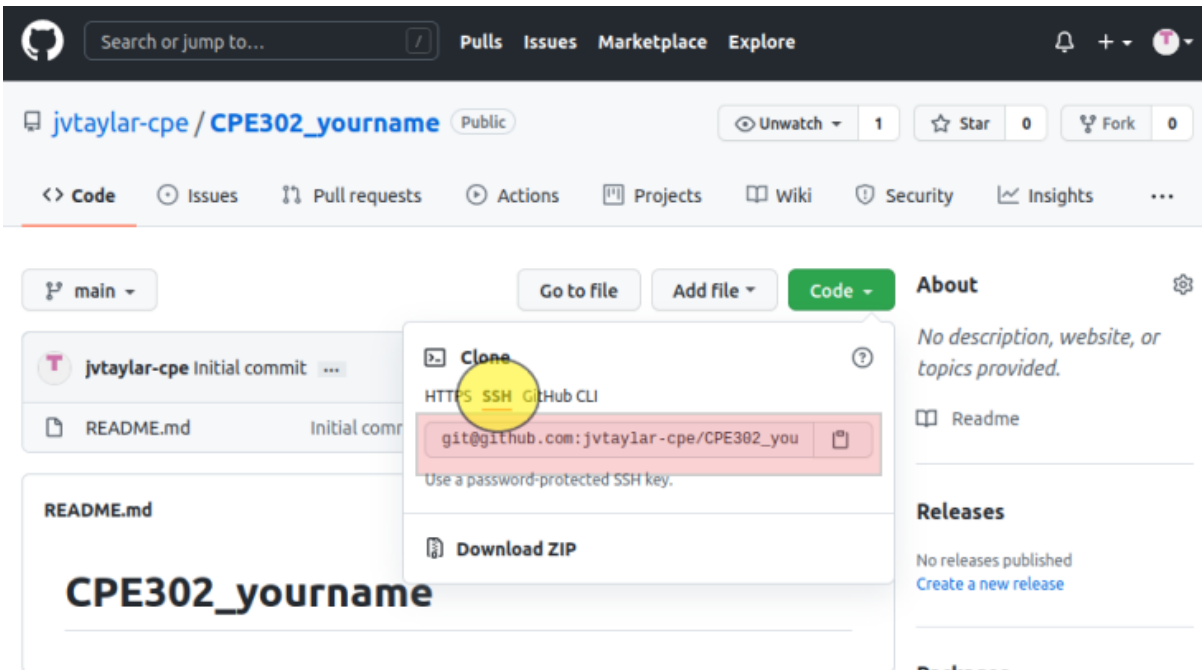 Search or jump to... / Pulls Issues Marketplace Explore
T
jvtaylar-cpe / CPE302_yourname Public Unwatch 1 Star 0 Fork 0
Code Issues Pull requests Actions Projects Wiki Security Insights ...
main Go to file Add file Code
About
No description, website, or
topics provided.
Readme
Releases
No releases published
Create a new release
T jvtaylar-cpe Initial commit ...
README.md Initial
Clone
HTTPS SSH GitHub CLI
git@github.com:jvtaylar-cpe/CPE302_you
Use a password-protected SSH key.
Download ZIP
README.md
CPE302_yourname